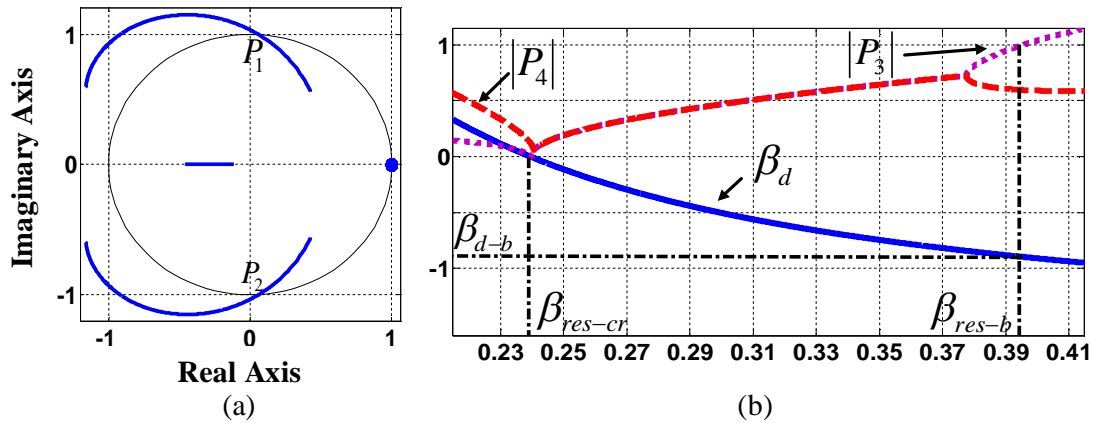 Imaginary Axis
1
0
-1
P1
P2
-1 0 1
Real Axis
(a)
1
0
-1
|P4|
|P3|
βd
βd-b
βres-cr
βres-b
0.23 0.25 0.27 0.29 0.31 0.33 0.35 0.37 0.39 0.41
(b)